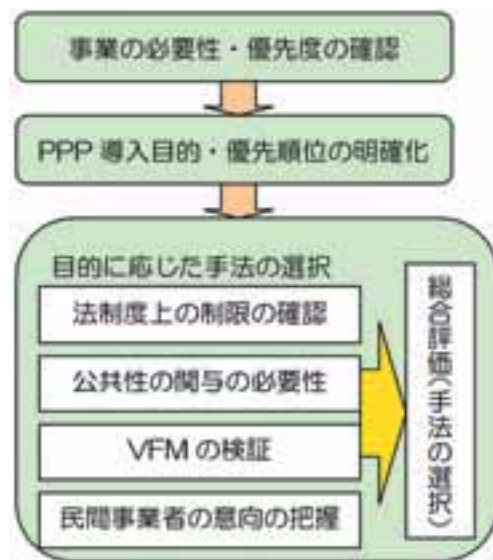 事業の必要性・優先度の確認
PPP 導入目的・優先順位の明確化
目的に応じた手法の選択
法制度上の制限の確認
公共性の関与の必要性
VFM の検証
民間事業者の意向の把握
総合評価(手法の選択)